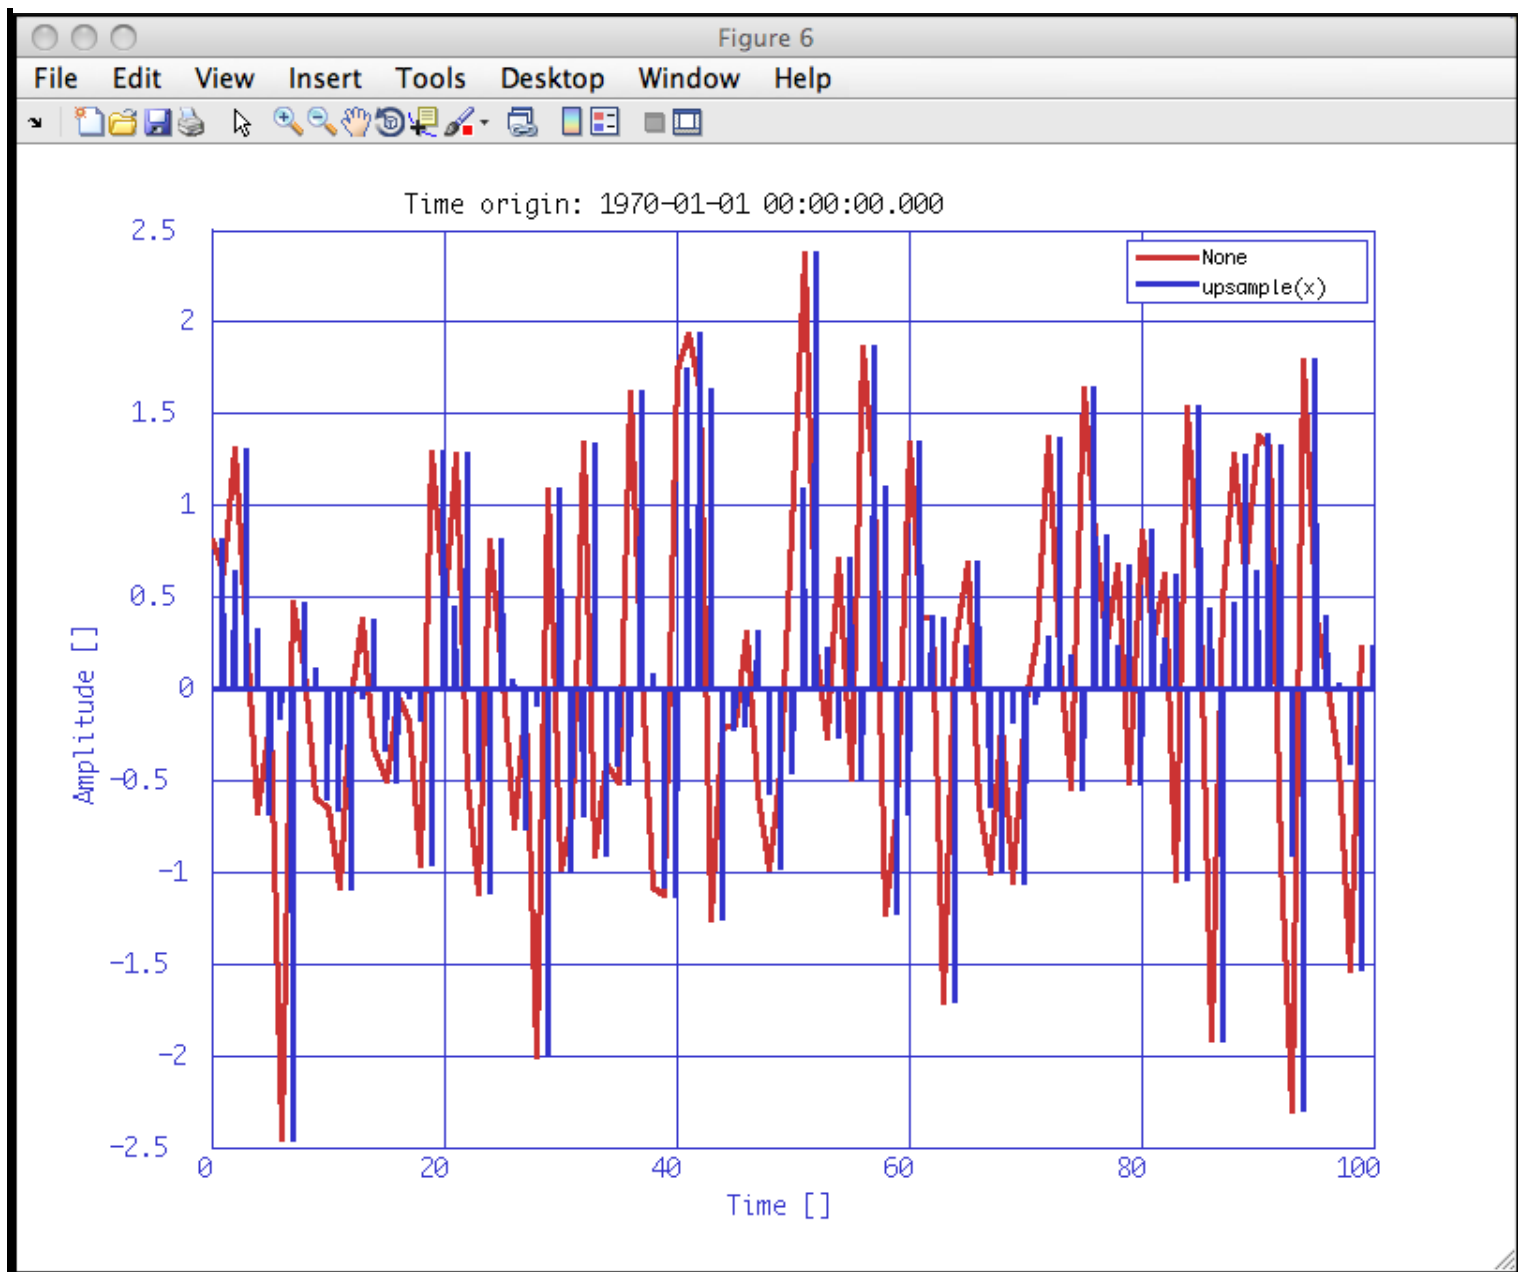 Figure 6
File Edit View Insert Tools Desktop Window Help
Time origin: 1970-01-01 00:00:00.000
2.5
2
1.5
1
0.5
0
-0.5
-1
-1.5
-2
-2.5
Amplitude []
None
upsample(x)
0 20 40 60 80 100
Time []